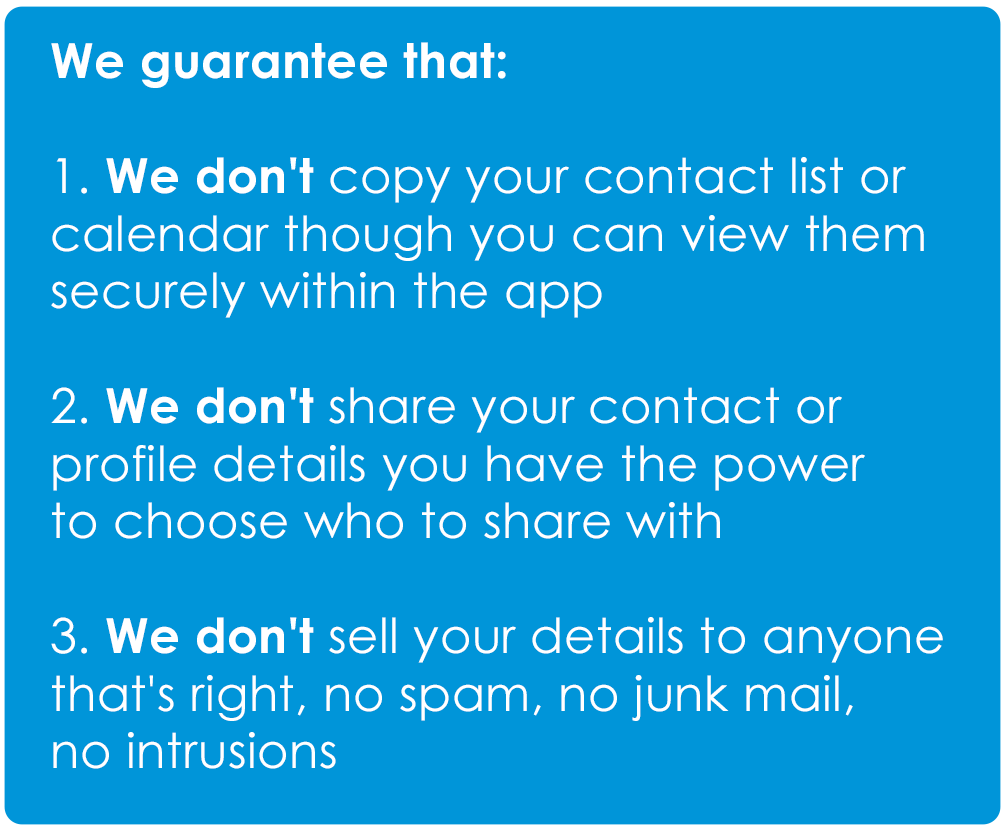 We guarantee that:
1. We don't copy your contact list or
calendar though you can view them
securely within the app
2. We don't share your contact or
profile details you have the power
to choose who to share with
3. We don't sell your details to anyone
that's right, no spam, no junk mail,
no intrusions